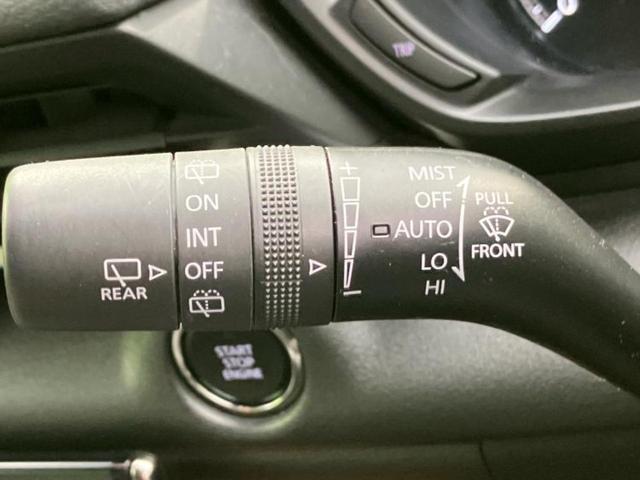 TRIP
REAR
ON
INT
OFF
+
-
MIST
OFF
AUTO
LO
HI
PULL
FRONT
START
STOP
ENGINE